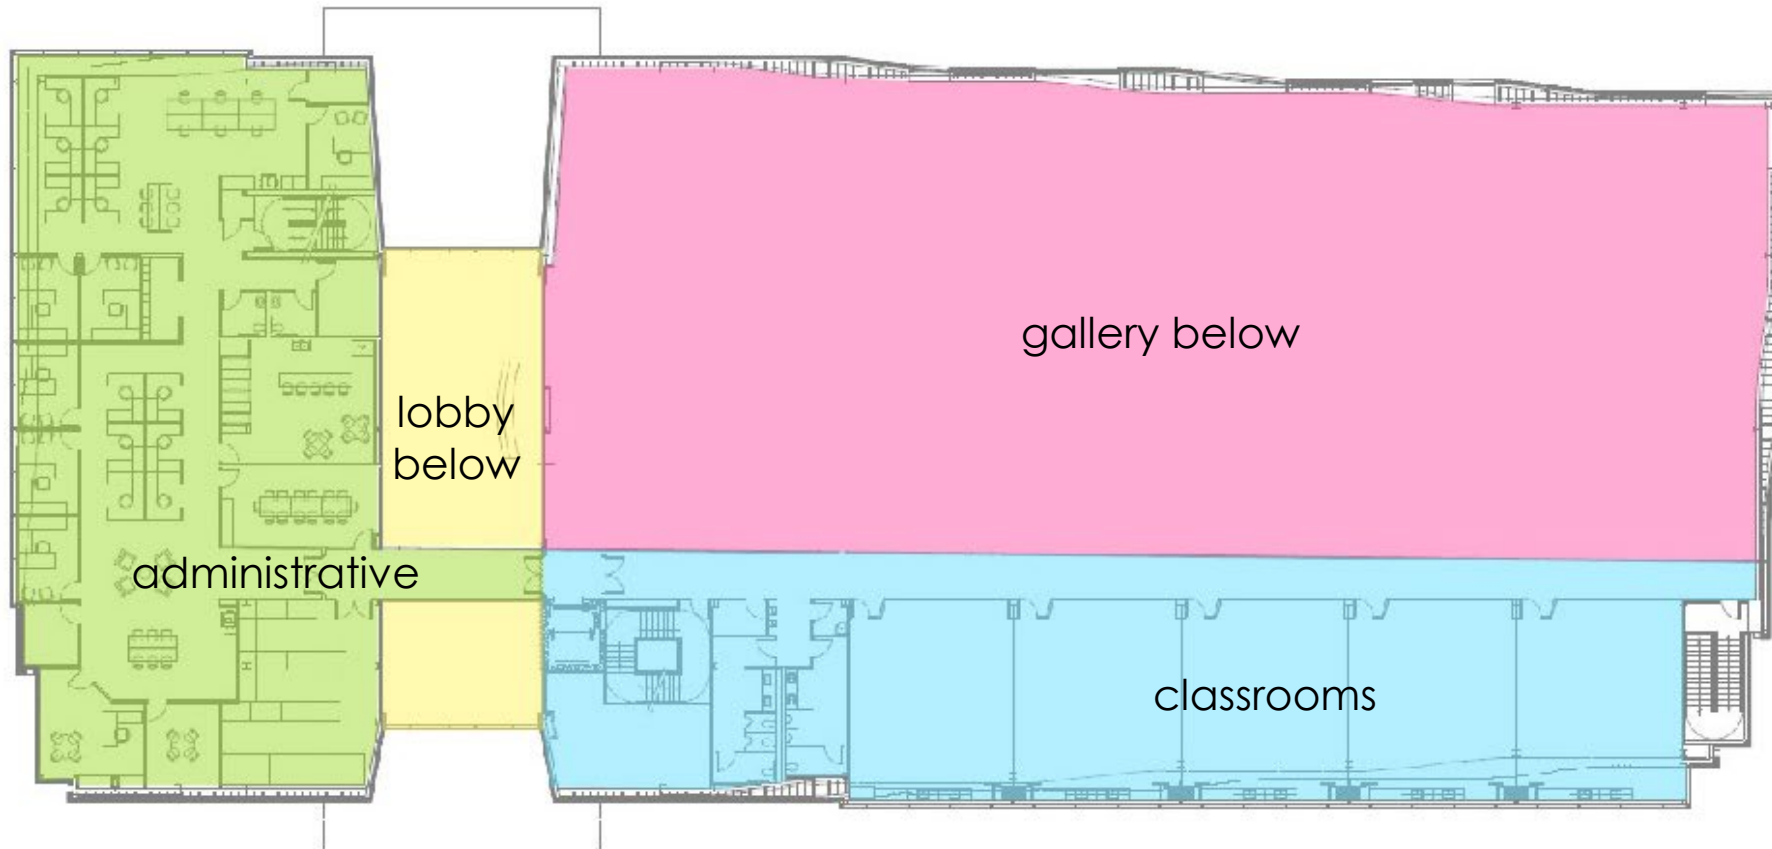 gallery below
lobby
below
administrative
classrooms